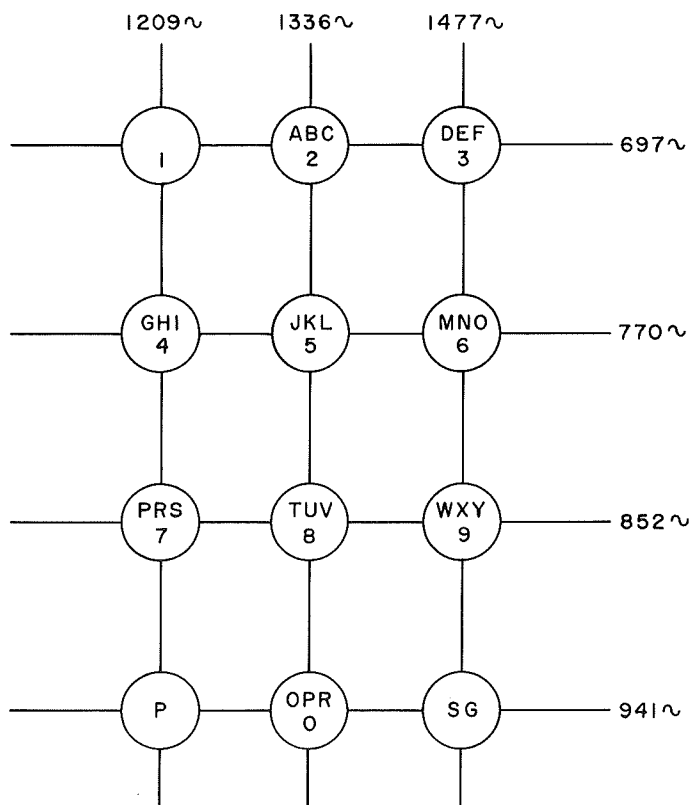 1209~ 1336~ 1477~
ABC DEF
1 2 3 697~
GHI JKL MNO
4 5 6 770~
PRS TUV WXY
7 8 9 852~
P OPR SG 941~
0